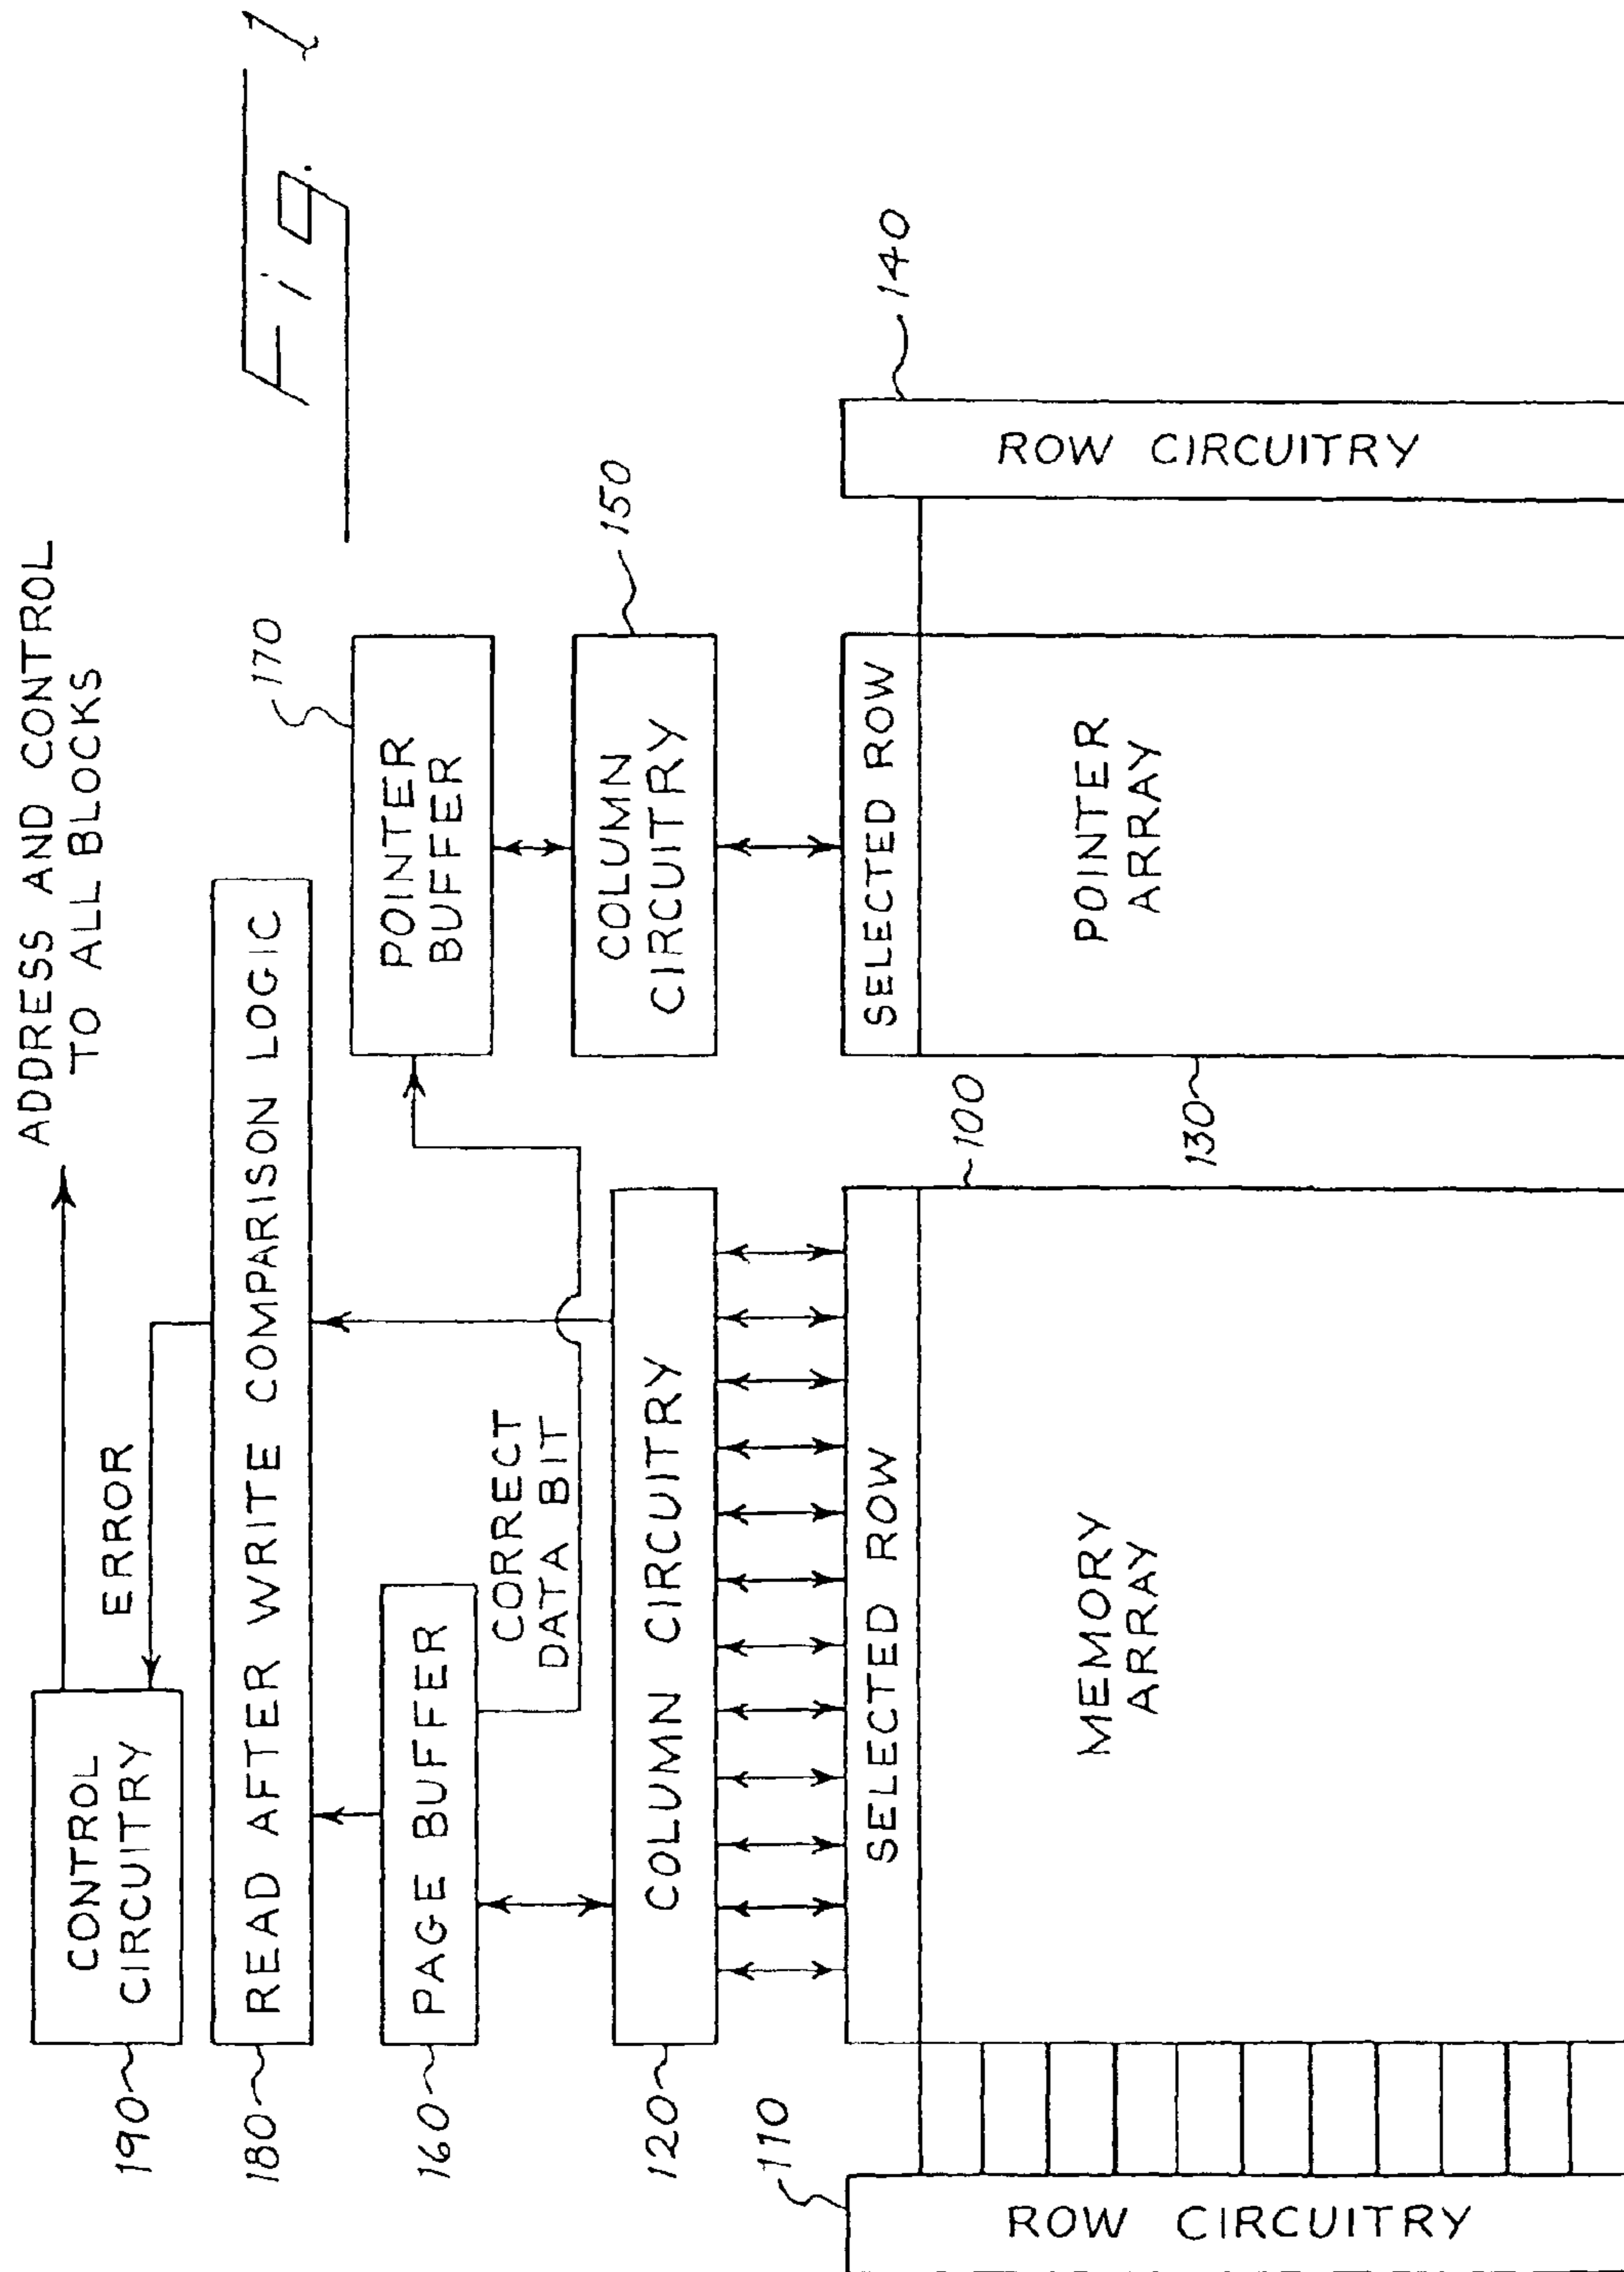 ADDRESS AND CONTROL
TO ALL BLOCKS
Fig. 1
190
CONTROL
CIRCUITRY
ERROR
180
READ AFTER WRITE COMPARISON LOGIC
170
160
PAGE BUFFER
CORRECT
DATA BIT
POINTER
BUFFER
120
COLUMN CIRCUITRY
COLUMN
CIRCUITRY
150
110
SELECTED ROW
SELECTED ROW
140
ROW CIRCUITRY
MEMORY
ARRAY
100
130
POINTER
ARRAY
ROW CIRCUITRY